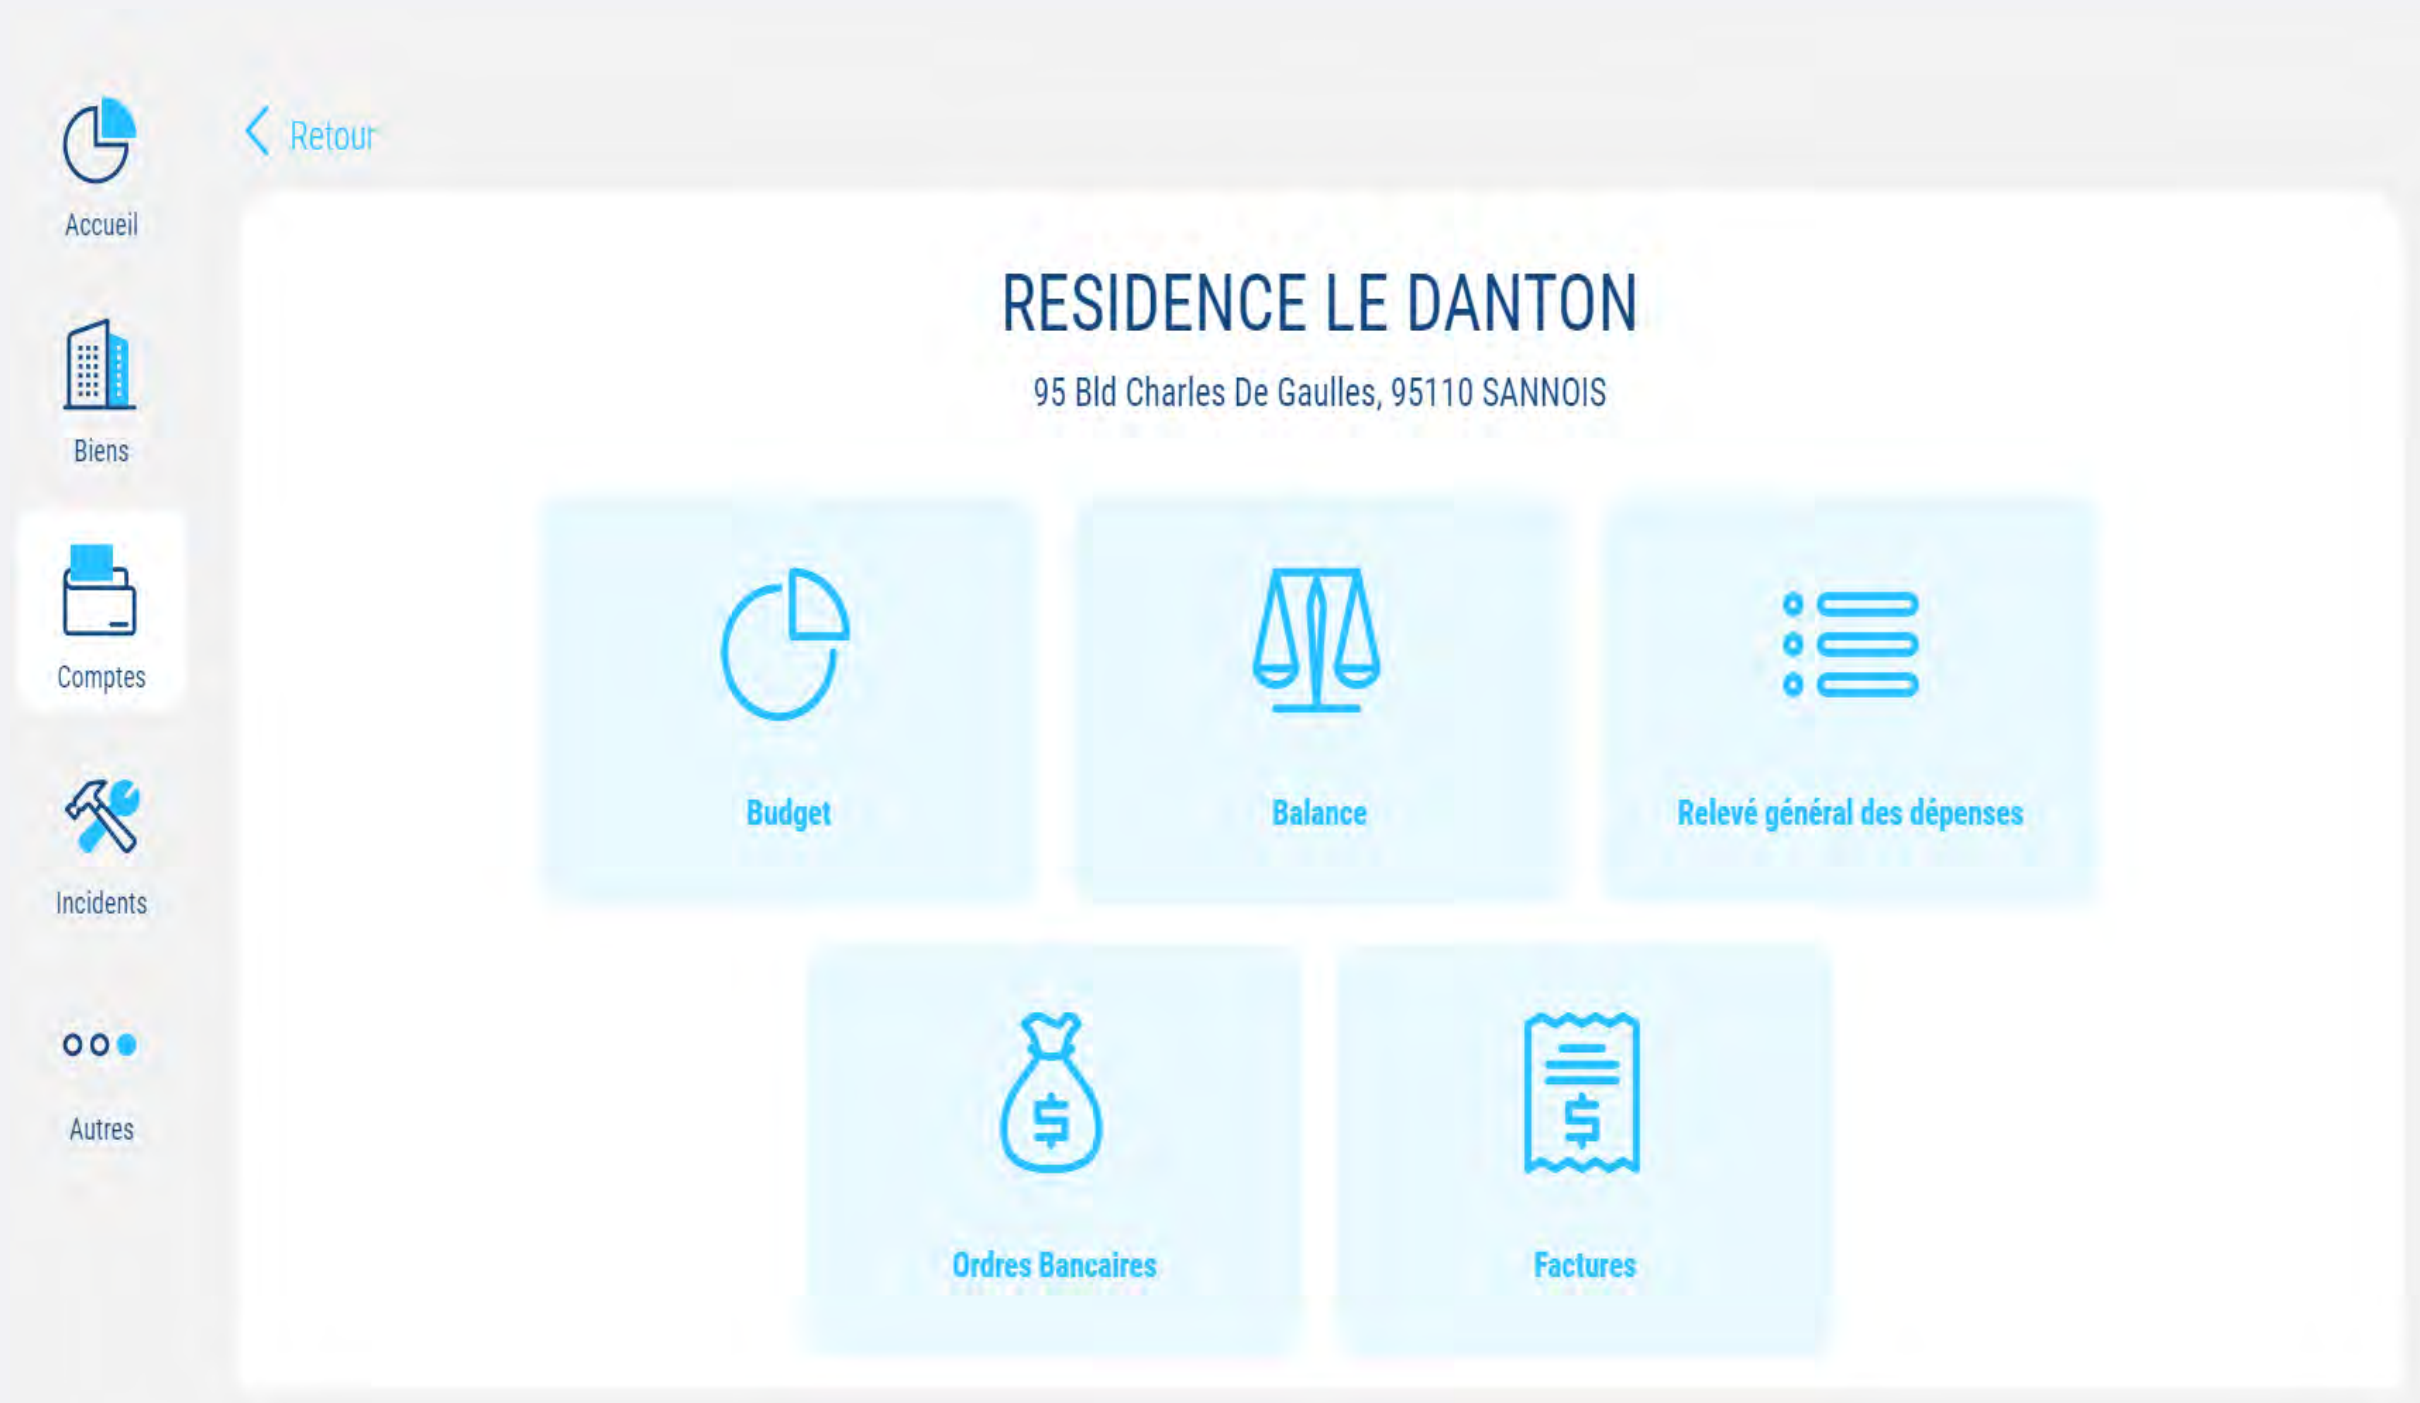 Retour
Accueil
Biens
Comptes
Incidents
Autres
RESIDENCE LE DANTON
95 Bld Charles De Gaulles, 95110 SANNOIS
Budget
Balance
Relevé général des dépenses
$
$
Ordres Bancaires
Factures